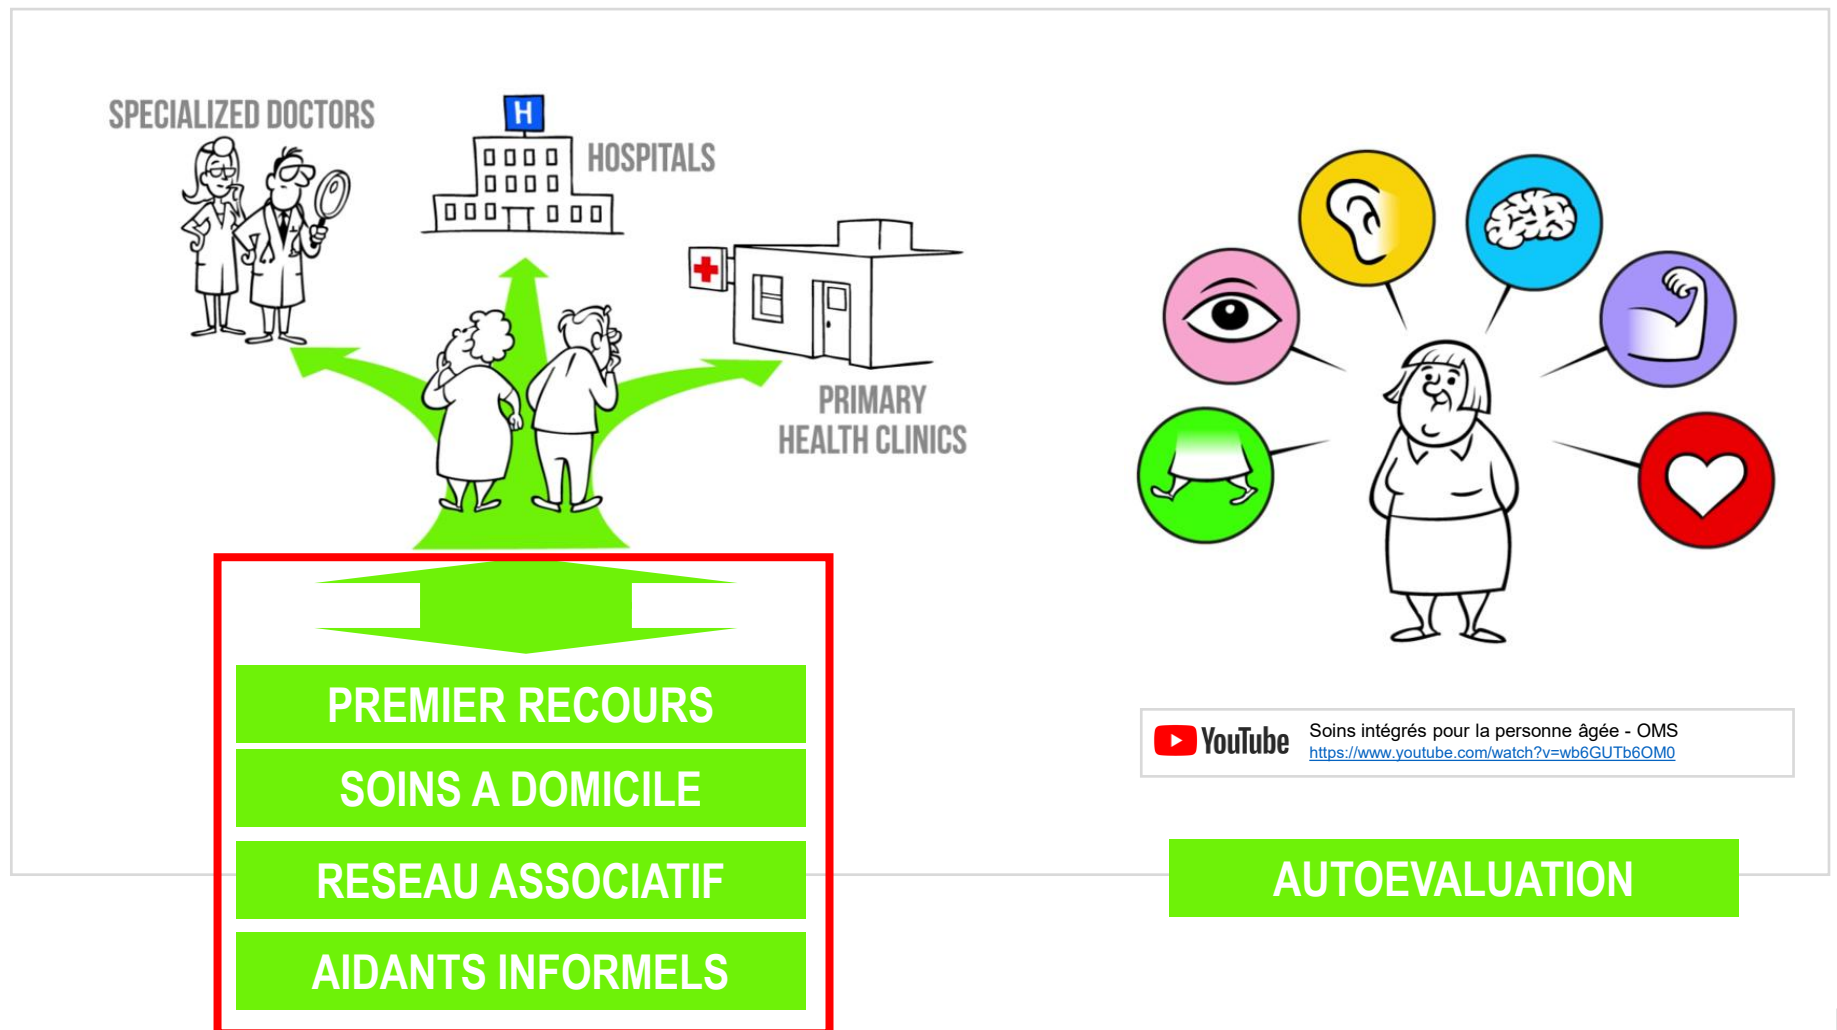 SPECIALIZED DOCTORS
H
HOSPITALS
PRIMARY
HEALTH CLINICS
PREMIER RECOURS
SOINS A DOMICILE
RESEAU ASSOCIATIF
AIDANTS INFORMELS
YouTube
Soins intégrés pour la personne âgée - OMS
https://www.youtube.com/watch?v=wb6GUTb6OM0
AUTOEVALUATION